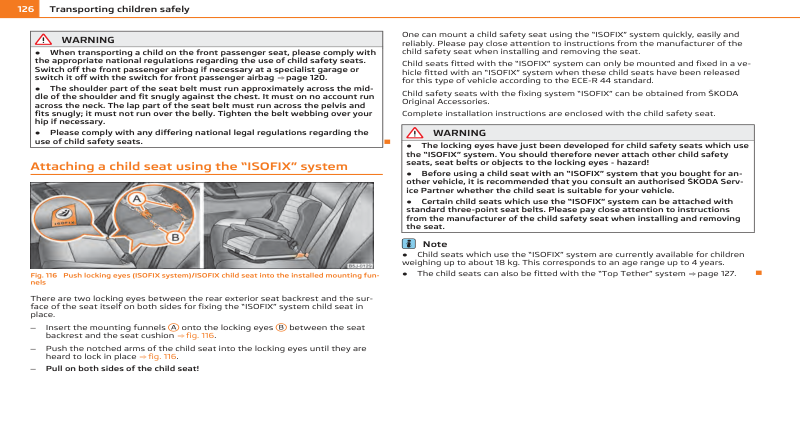 126 Transporting children safely
WARNING
• When transporting a child on the front passenger seat, please comply with
the appropriate national regulations regarding the use of child safety seats.
Switch off the front passenger airbag if necessary at a specialist garage or
switch it off with the switch for front passenger airbag ⇒ page 120.
• The shoulder part of the seat belt must run approximately across the mid-
dle of the shoulder and fit snugly against the chest. It must on no account run
across the neck. The lap part of the seat belt must run across the pelvis and
fits snugly; it must not run over the belly. Tighten the belt webbing over your
hip if necessary.
• Please comply with any differing national legal regulations regarding the
use of child safety seats.
Attaching a child seat using the “ISOFIX” system
A
B
ISOFIX
B5J-0109
Fig. 116 Push locking eyes (ISOFIX system)/ISOFIX child seat into the installed mounting fun-
nels
There are two locking eyes between the rear exterior seat backrest and the sur-
face of the seat itself on both sides for fixing the “ISOFIX” system child seat in
place.
– Insert the mounting funnels A onto the locking eyes B between the seat
backrest and the seat cushion ⇒ fig. 116.
– Push the notched arms of the child seat into the locking eyes until they are
heard to lock in place ⇒ fig. 116.
– Pull on both sides of the child seat!
One can mount a child safety seat using the “ISOFIX” system quickly, easily and
reliably. Please pay close attention to instructions from the manufacturer of the
child safety seat when installing and removing the seat.
Child seats fitted with the “ISOFIX” system can only be mounted and fixed in a ve-
hicle fitted with an “ISOFIX” system when these child seats have been released
for this type of vehicle according to the ECE-R 44 standard.
Child safety seats with the fixing system “ISOFIX” can be obtained from ŠKODA
Original Accessories.
Complete installation instructions are enclosed with the child safety seat.
WARNING
• The locking eyes have just been developed for child safety seats which use
the “ISOFIX” system. You should therefore never attach other child safety
seats, seat belts or objects to the locking eyes - hazard!
• Before using a child seat with an “ISOFIX” system that you bought for an-
other vehicle, it is recommended that you consult an authorised ŠKODA Serv-
ice Partner whether the child seat is suitable for your vehicle.
• Certain child seats which use the “ISOFIX” system can be attached with
standard three-point seat belts. Please pay close attention to instructions
from the manufacturer of the child safety seat when installing and removing
the seat.
i Note
• Child seats which use the “ISOFIX” system are currently available for children
weighing up to about 18 kg. This corresponds to an age range up to 4 years.
• The child seats can also be fitted with the “Top Tether” system ⇒ page 127.